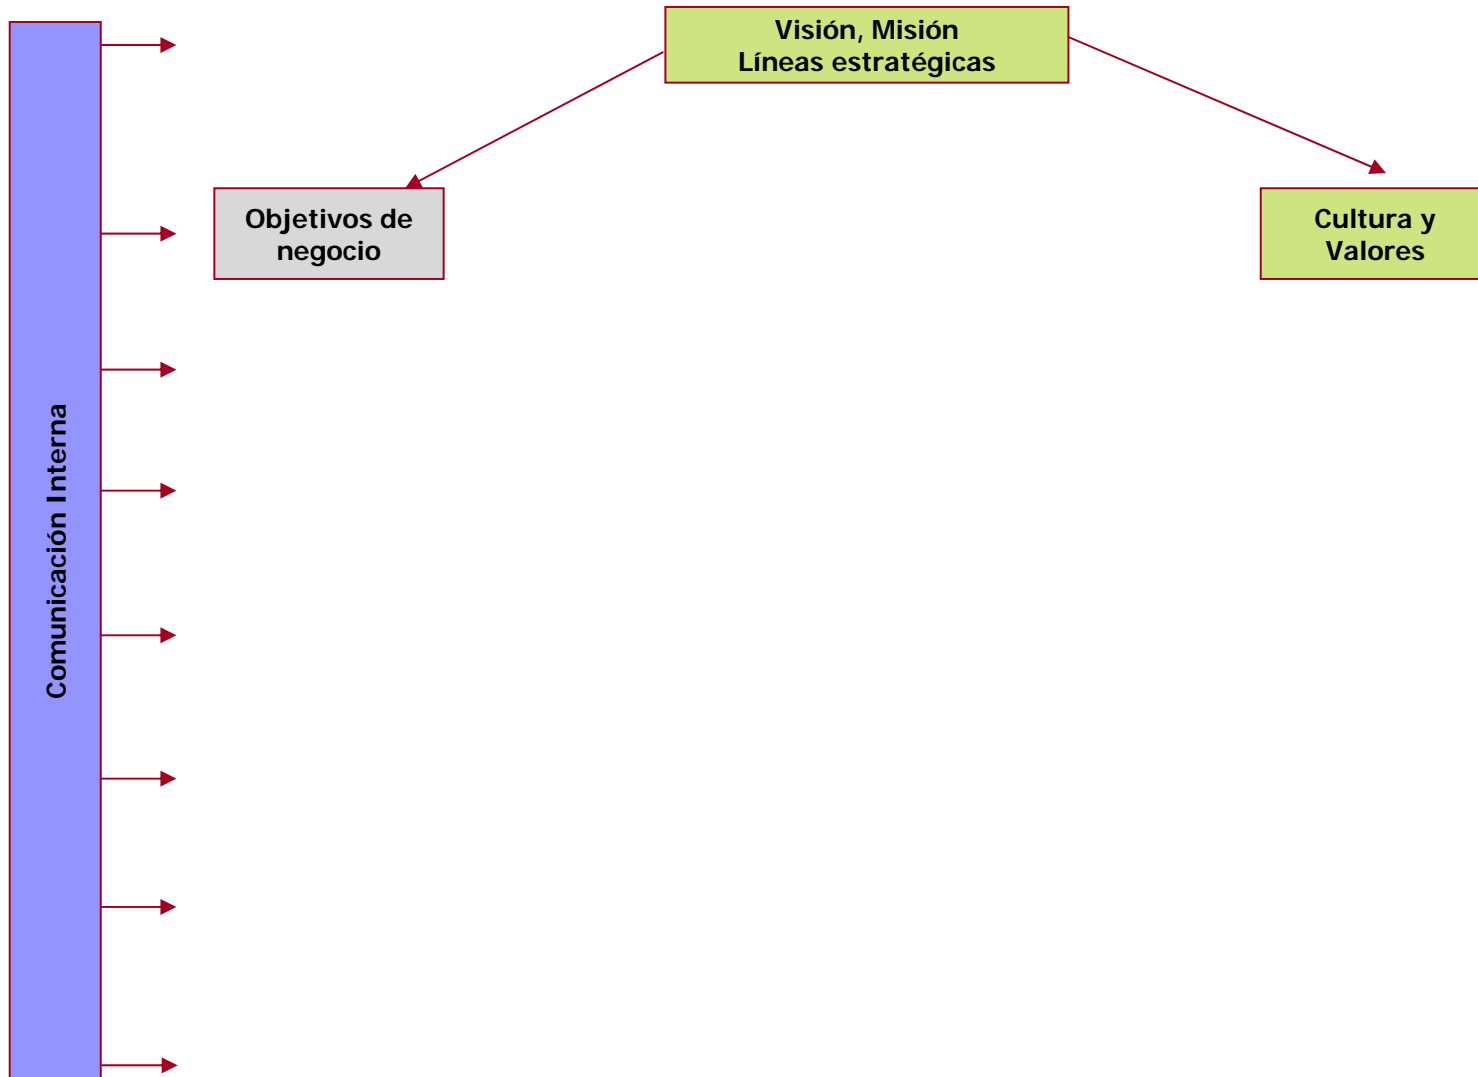 Visión, Misión
Líneas estratégicas
Objetivos de
negocio
Cultura y
Valores
Comunicación Interna